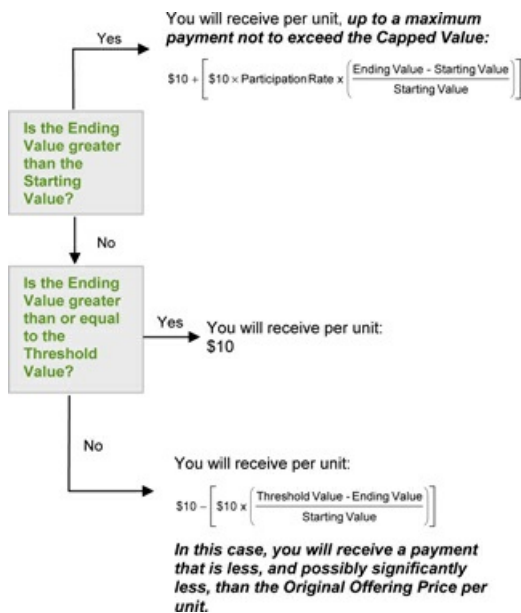 You will receive per unit, up to a maximum
payment not to exceed the Capped Value:
Yes
$10 + [ $10 × Participation Rate x ( Ending Value - Starting Value / Starting Value ) ]
Is the Ending
Value greater
than the
Starting
Value?
No
Is the Ending
Value greater
than or equal
to the
Threshold
Value?
Yes
You will receive per unit:
$10
No
You will receive per unit:
$10 – [ $10 x ( Threshold Value - Ending Value / Starting Value ) ]
In this case, you will receive a payment
that is less, and possibly significantly
less, than the Original Offering Price per
unit.